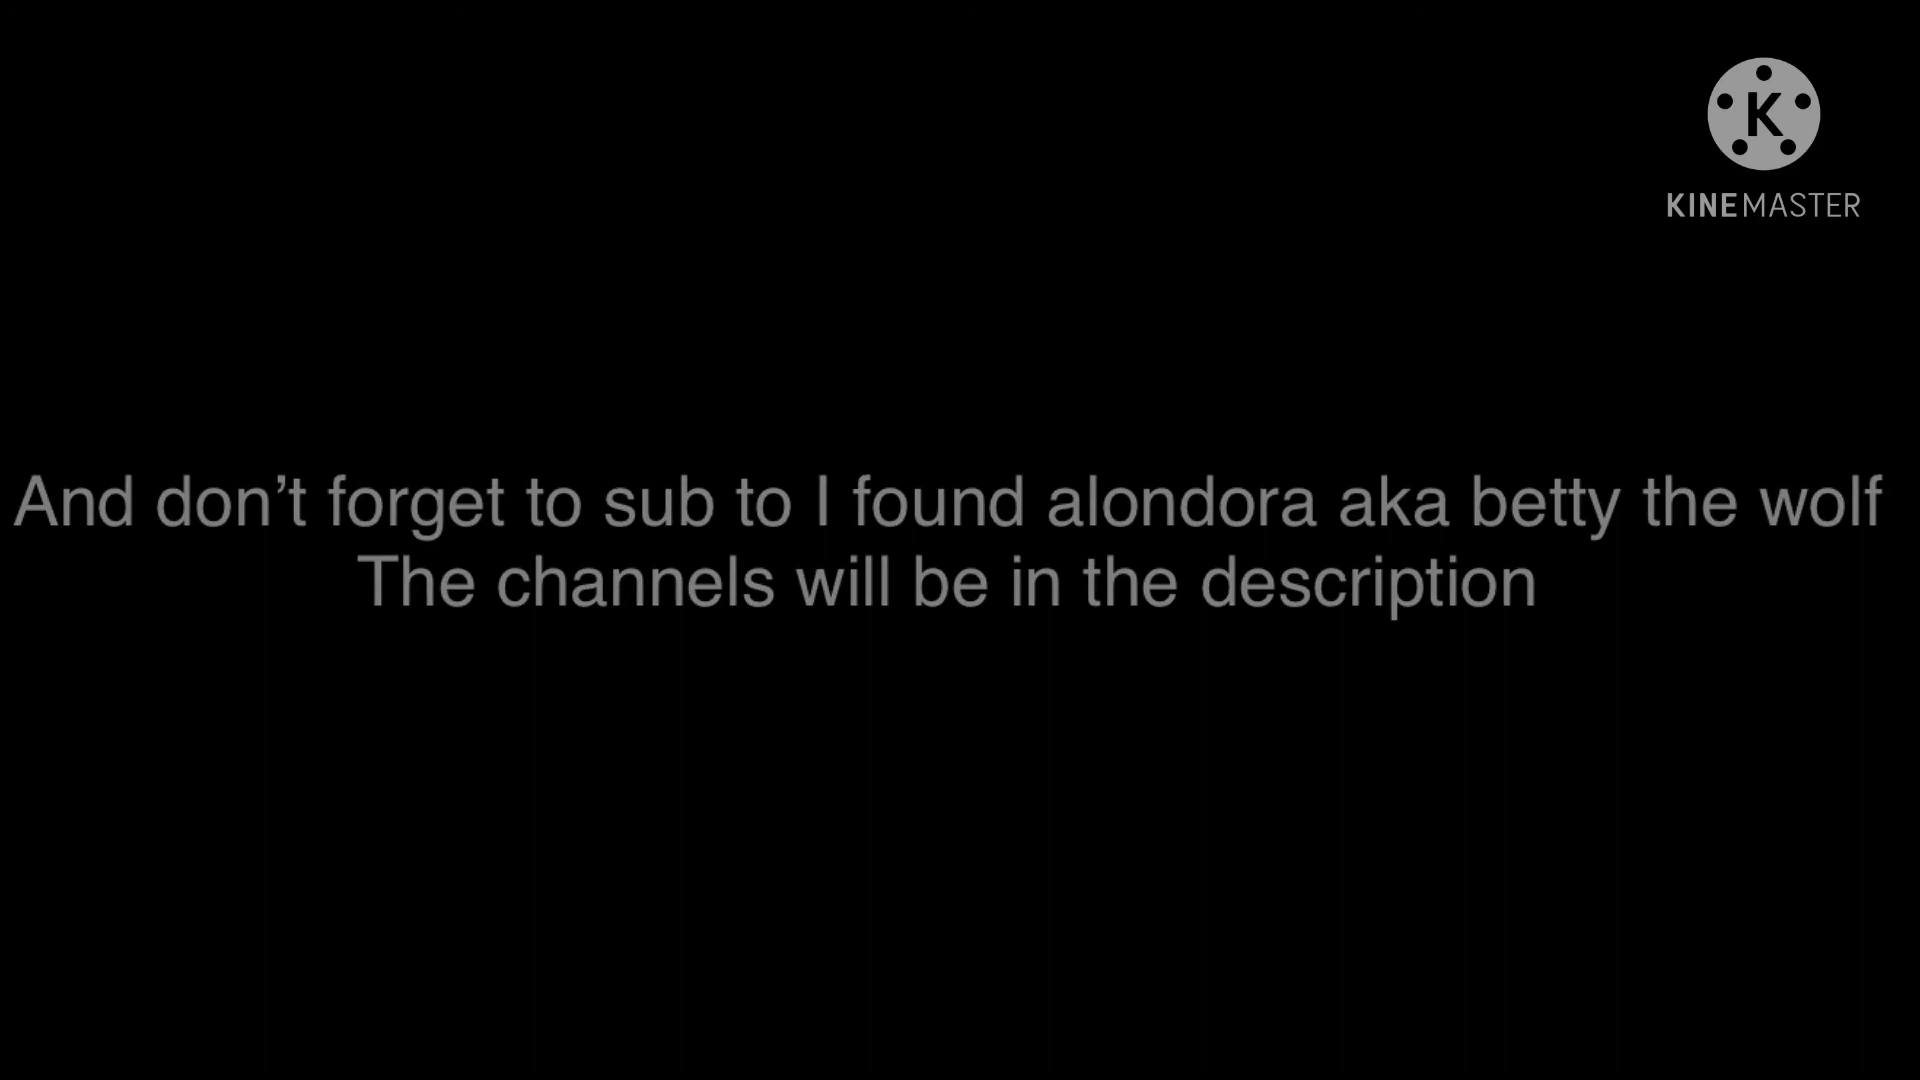 K
KINEMASTER
And don’t forget to sub to I found alondora aka betty the wolf
The channels will be in the description